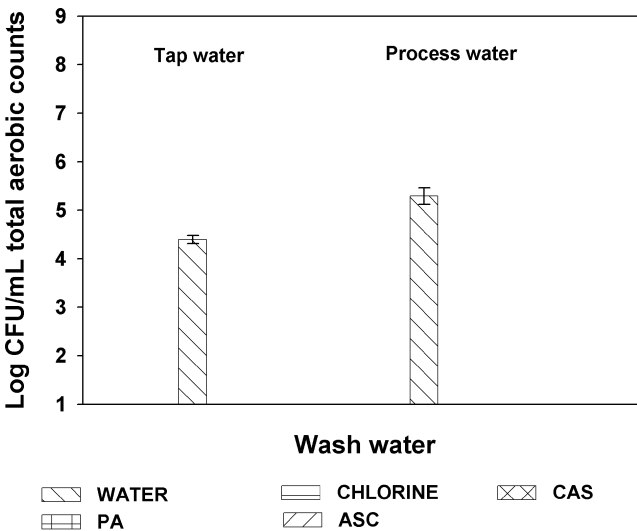 Log CFU/mL total aerobic counts
9
8
7
6
5
4
3
2
1
Tap water
Process water
Wash water
WATER
CHLORINE
CAS
PA
ASC